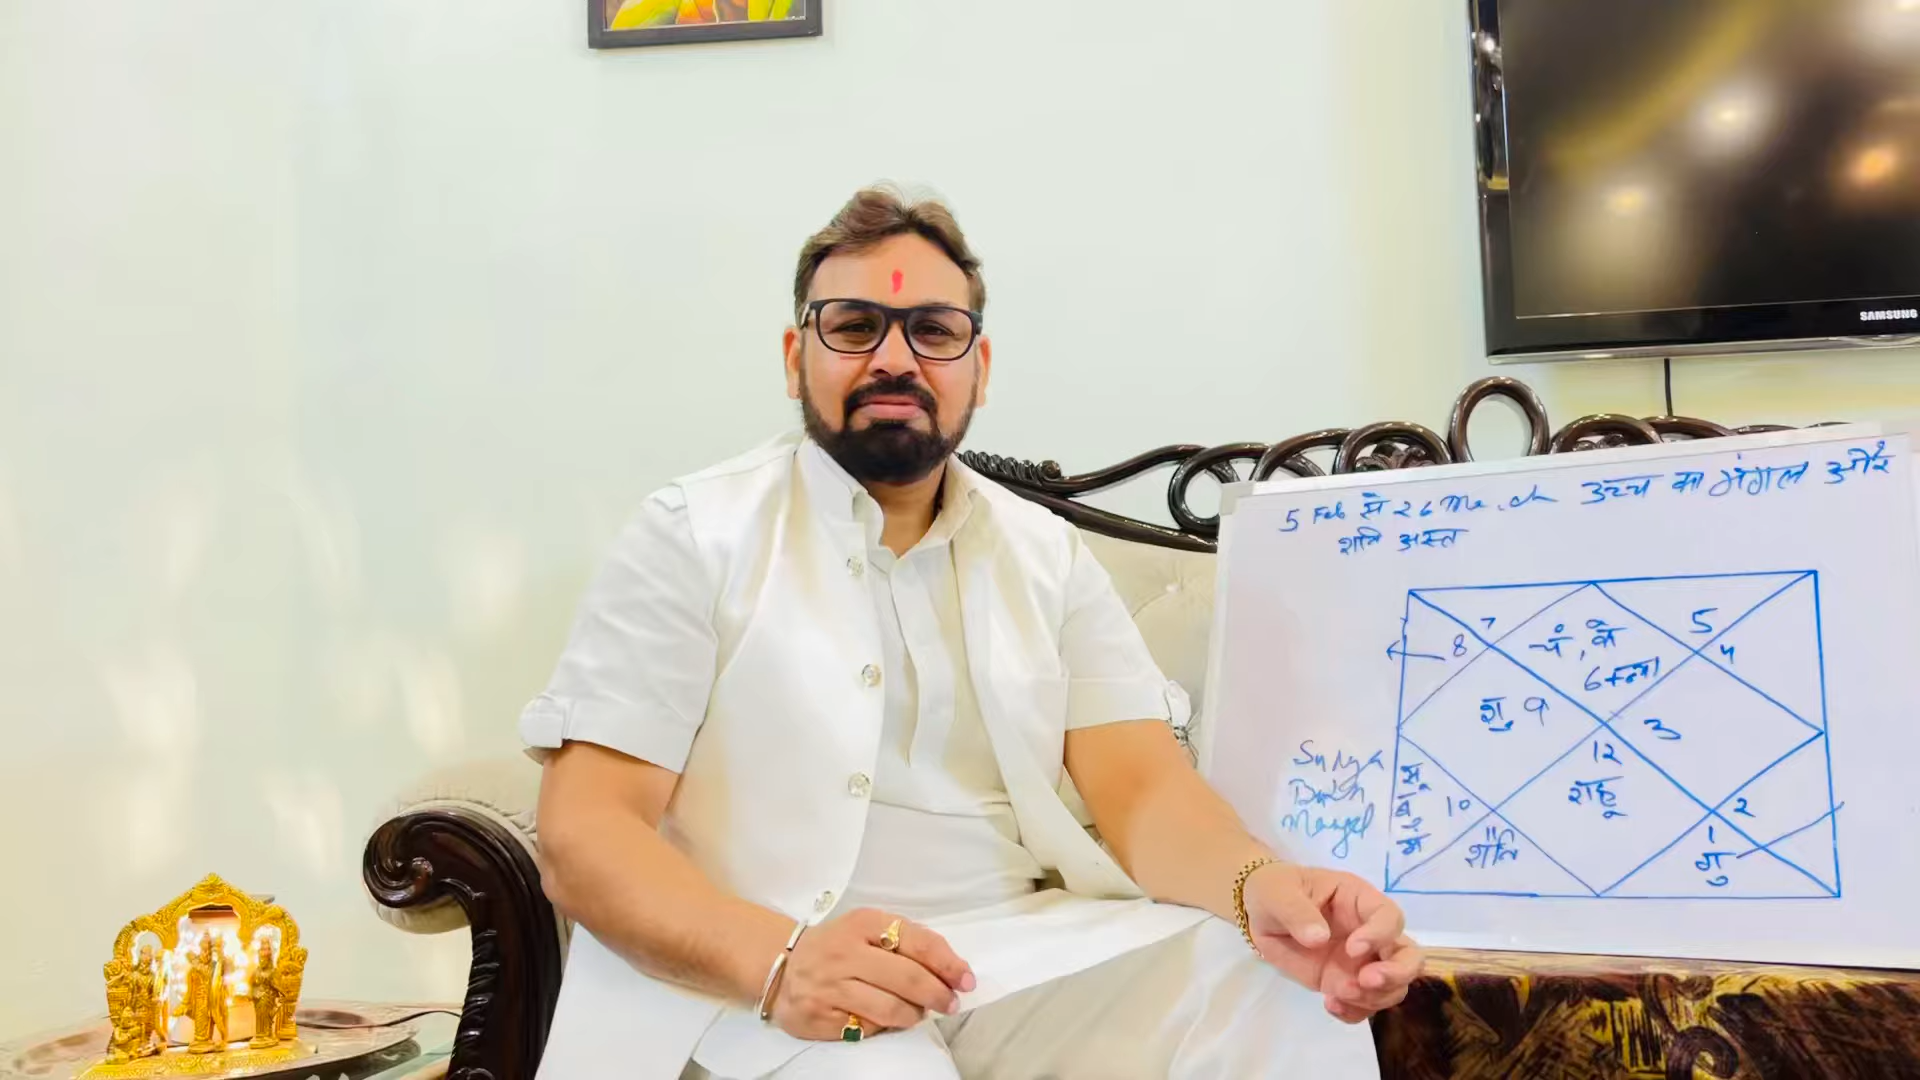 SAMSUNG
5 Feb से 26 March उच्च का मंगल और
शनि अस्त
7
8
चं, के
6 कन्या
5
4
शु 9
3
12
राहु
Surya
Budh
Mangal
सू
बु
मं
10
11
शनि
2
1
गु